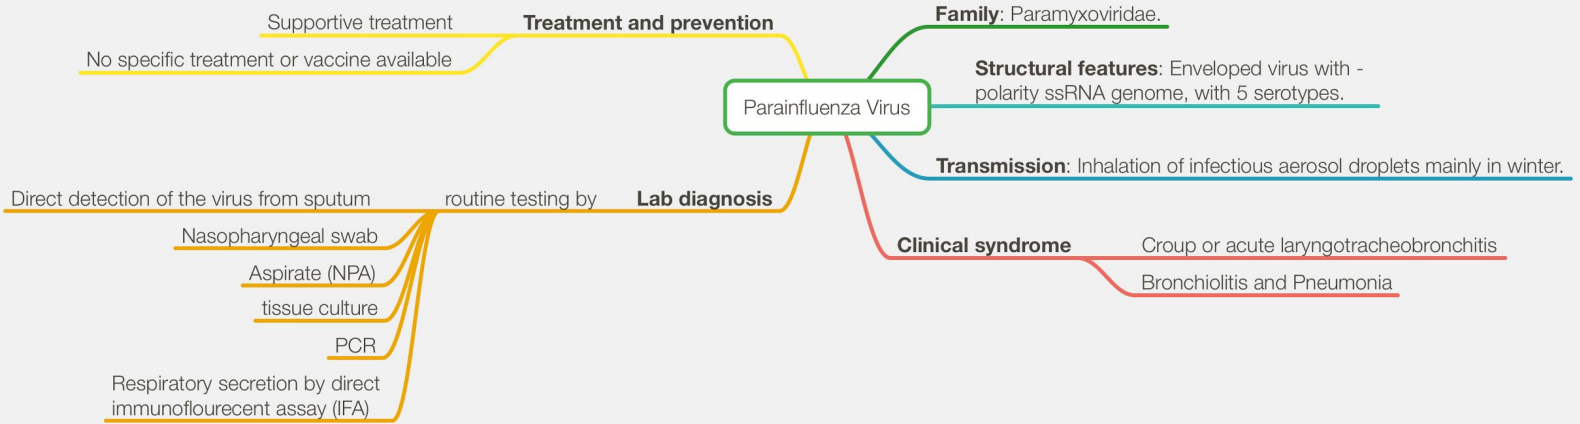 Parainfluenza Virus
Family: Paramyxoviridae.
Structural features: Enveloped virus with -
polarity ssRNA genome, with 5 serotypes.
Transmission: Inhalation of infectious aerosol droplets mainly in winter.
Clinical syndrome
Croup or acute laryngotracheobronchitis
Bronchiolitis and Pneumonia
Treatment and prevention
Supportive treatment
No specific treatment or vaccine available
Lab diagnosis
routine testing by
Direct detection of the virus from sputum
Nasopharyngeal swab
Aspirate (NPA)
tissue culture
PCR
Respiratory secretion by direct
immunoflourecent assay (IFA)